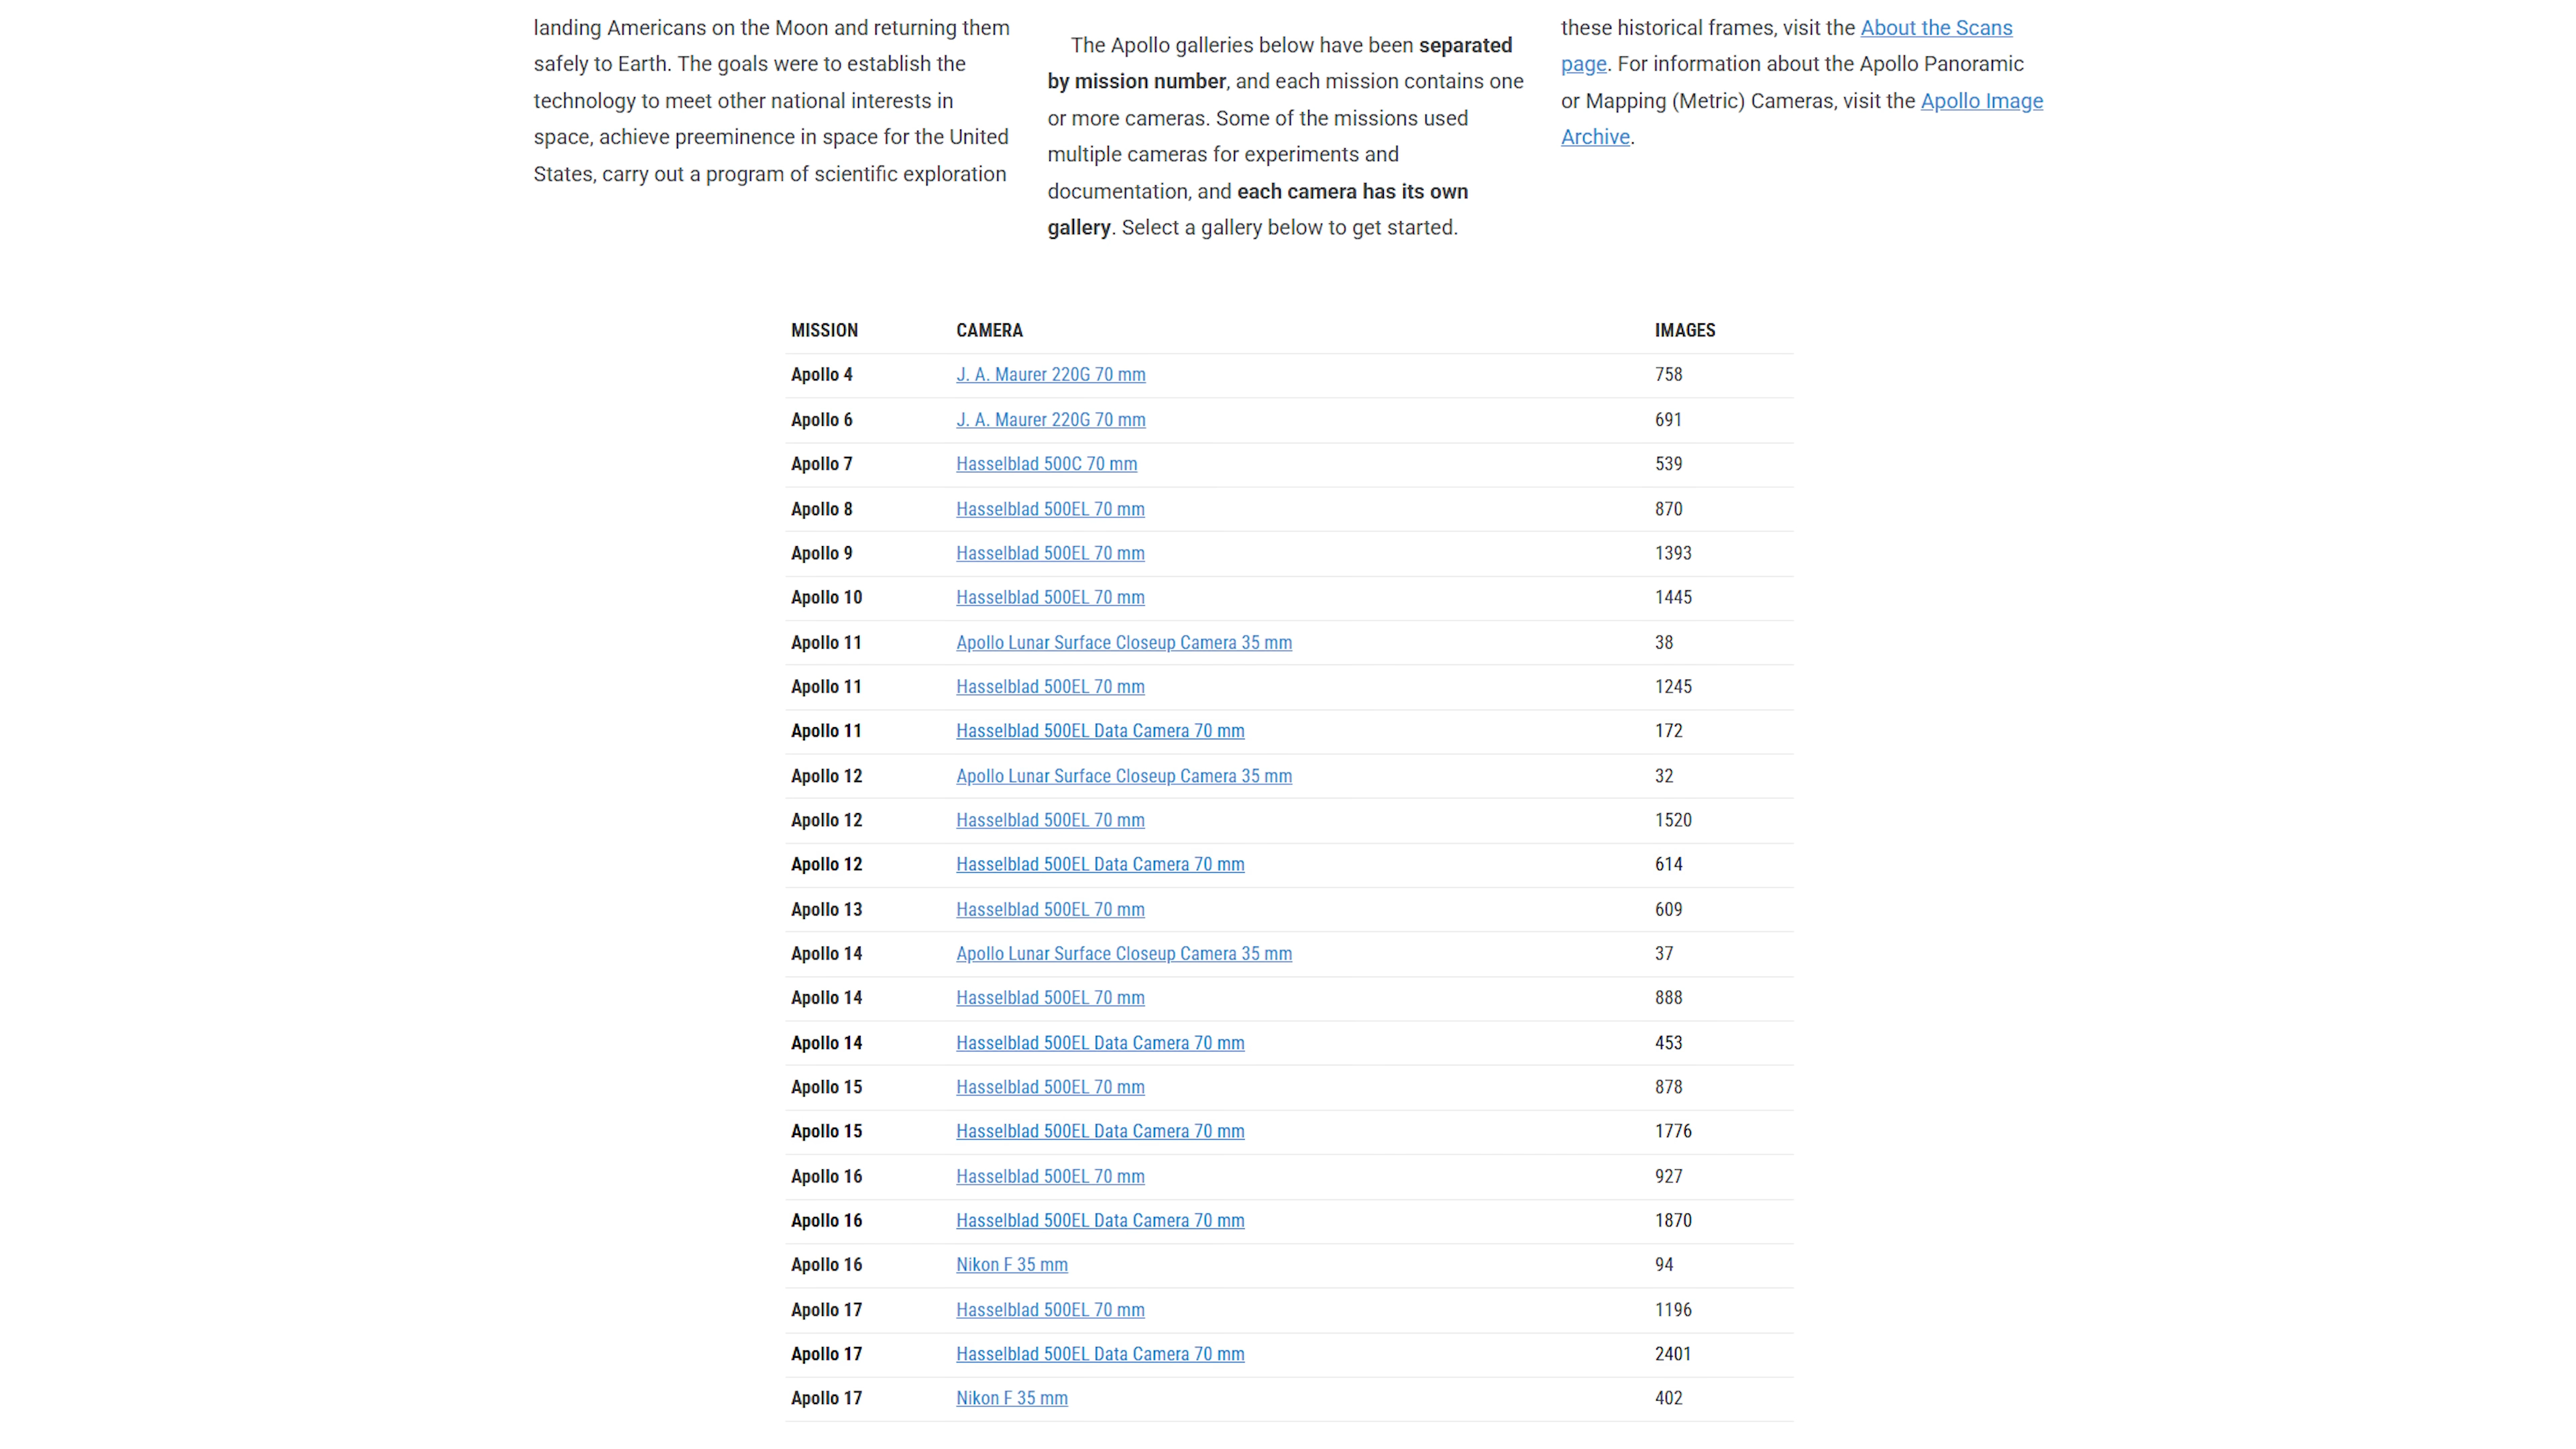 landing Americans on the Moon and returning them
safely to Earth. The goals were to establish the
technology to meet other national interests in
space, achieve preeminence in space for the United
States, carry out a program of scientific exploration
The Apollo galleries below have been separated
by mission number, and each mission contains one
or more cameras. Some of the missions used
multiple cameras for experiments and
documentation, and each camera has its own
gallery. Select a gallery below to get started.
these historical frames, visit the About the Scans
page. For information about the Apollo Panoramic
or Mapping (Metric) Cameras, visit the Apollo Image
Archive.
MISSION CAMERA IMAGES
Apollo 4 J. A. Maurer 220G 70 mm 758
Apollo 6 J. A. Maurer 220G 70 mm 691
Apollo 7 Hasselblad 500C 70 mm 539
Apollo 8 Hasselblad 500EL 70 mm 870
Apollo 9 Hasselblad 500EL 70 mm 1393
Apollo 10 Hasselblad 500EL 70 mm 1445
Apollo 11 Apollo Lunar Surface Closeup Camera 35 mm 38
Apollo 11 Hasselblad 500EL 70 mm 1245
Apollo 11 Hasselblad 500EL Data Camera 70 mm 172
Apollo 12 Apollo Lunar Surface Closeup Camera 35 mm 32
Apollo 12 Hasselblad 500EL 70 mm 1520
Apollo 12 Hasselblad 500EL Data Camera 70 mm 614
Apollo 13 Hasselblad 500EL 70 mm 609
Apollo 14 Apollo Lunar Surface Closeup Camera 35 mm 37
Apollo 14 Hasselblad 500EL 70 mm 888
Apollo 14 Hasselblad 500EL Data Camera 70 mm 453
Apollo 15 Hasselblad 500EL 70 mm 878
Apollo 15 Hasselblad 500EL Data Camera 70 mm 1776
Apollo 16 Hasselblad 500EL 70 mm 927
Apollo 16 Hasselblad 500EL Data Camera 70 mm 1870
Apollo 16 Nikon F 35 mm 94
Apollo 17 Hasselblad 500EL 70 mm 1196
Apollo 17 Hasselblad 500EL Data Camera 70 mm 2401
Apollo 17 Nikon F 35 mm 402